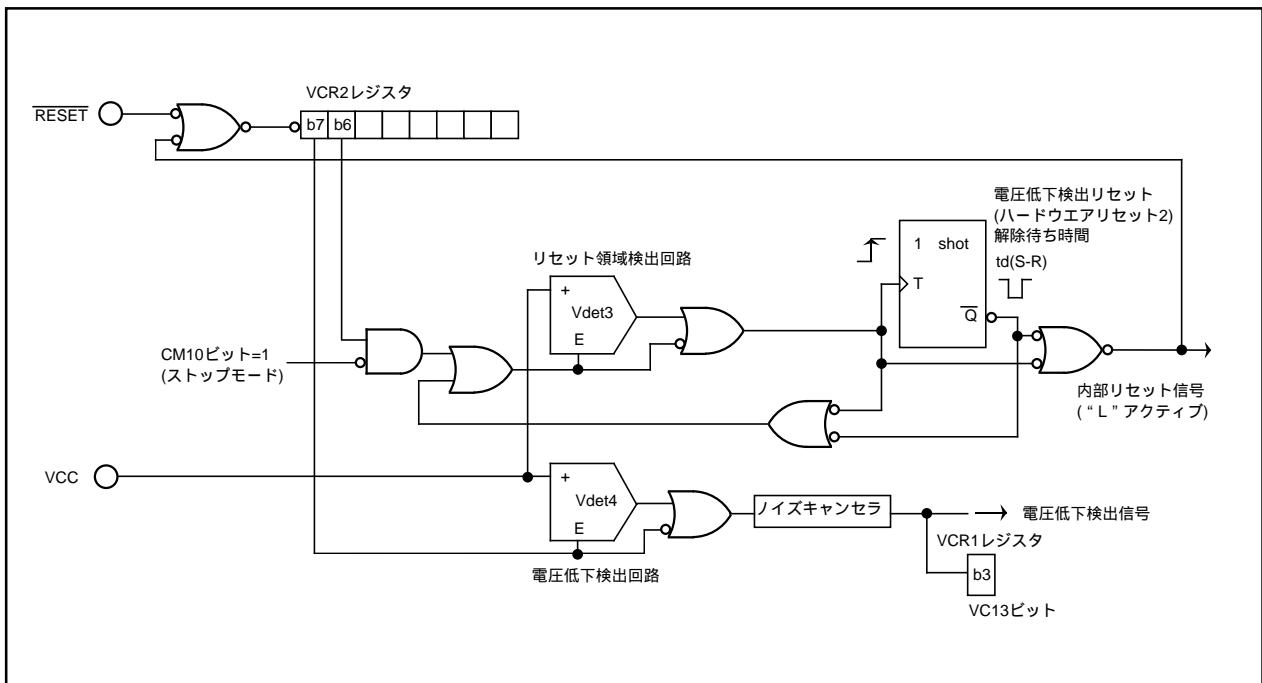 VCR2レジスタ
RESET
b7 b6
電圧低下検出リセット
(ハードウエアリセット2)
解除待ち時間
td(S-R)
1 shot
T
Q
リセット領域検出回路
+
Vdet3
E
CM10ビット=1
(ストップモード)
内部リセット信号
(“L”アクティブ)
VCC
+
Vdet4
E
ノイズキャンセラ
電圧低下検出信号
電圧低下検出回路
VCR1レジスタ
b3
VC13ビット